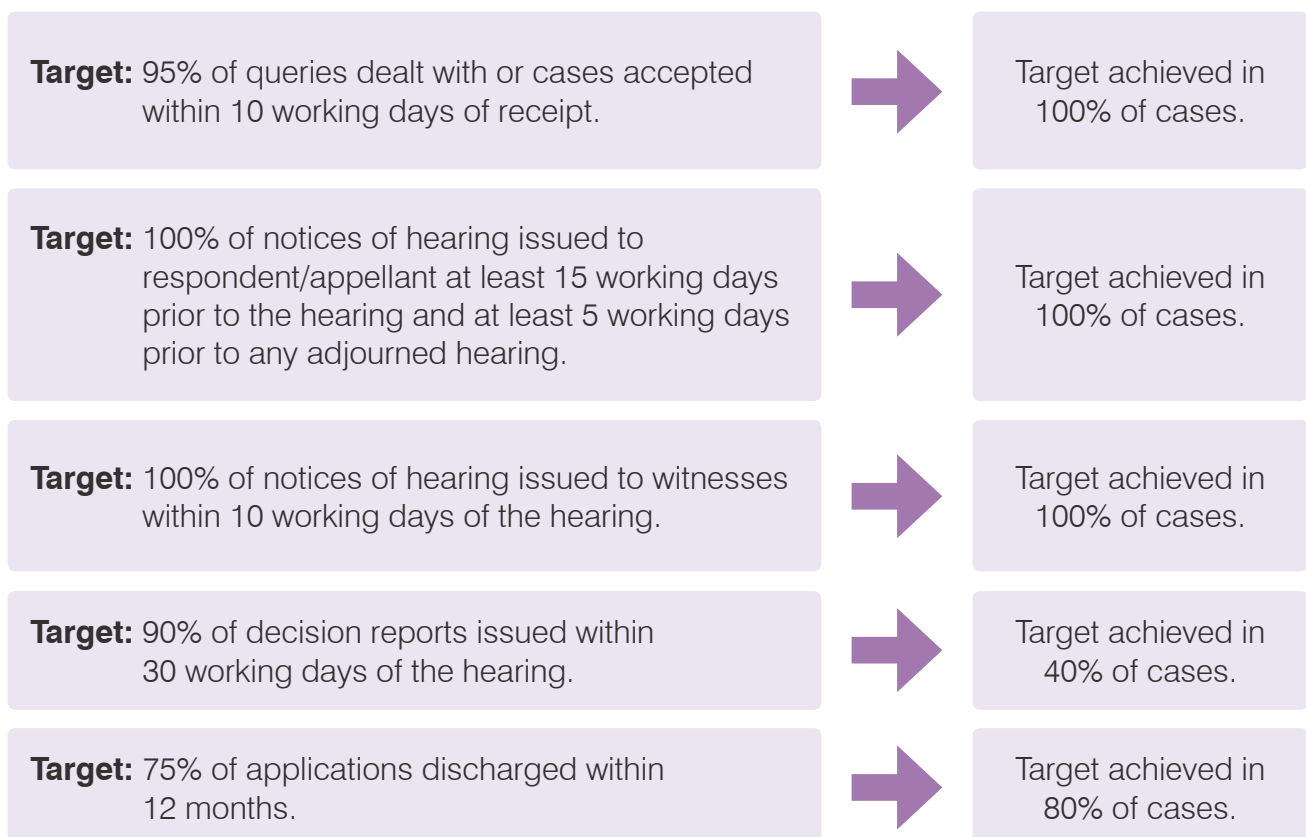 Target: 95% of queries dealt with or cases accepted
within 10 working days of receipt.
Target achieved in
100% of cases.
Target: 100% of notices of hearing issued to
respondent/appellant at least 15 working days
prior to the hearing and at least 5 working days
prior to any adjourned hearing.
Target achieved in
100% of cases.
Target: 100% of notices of hearing issued to witnesses
within 10 working days of the hearing.
Target achieved in
100% of cases.
Target: 90% of decision reports issued within
30 working days of the hearing.
Target achieved in
40% of cases.
Target: 75% of applications discharged within
12 months.
Target achieved in
80% of cases.